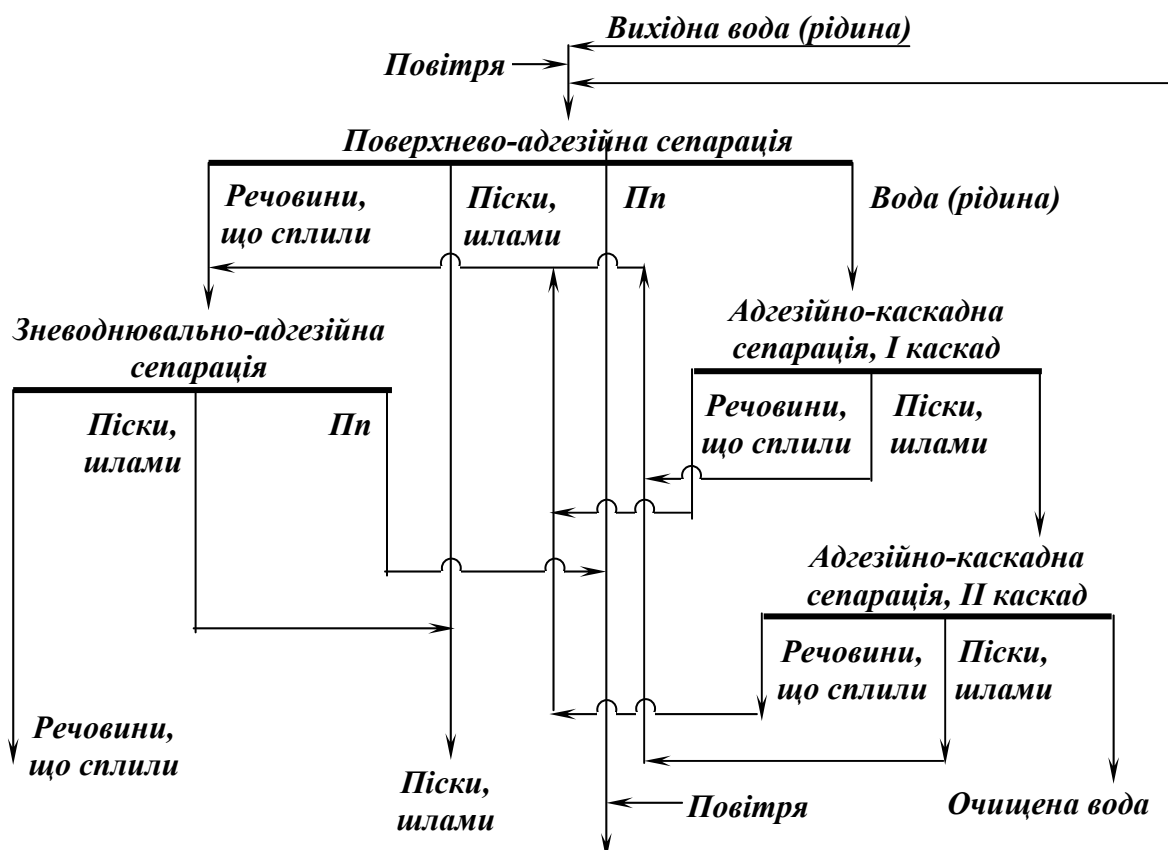 Вихідна вода (рідина)
Повітря
Поверхнево-адгезійна сепарація
Речовини,
що сплили
Піски,
шлами
Пп
Вода (рідина)
Зневоднювально-адгезійна
сепарація
Адгезійно-каскадна
сепарація, I каскад
Піски,
шлами
Пп
Речовини,
що сплили
Піски,
шлами
Адгезійно-каскадна
сепарація, II каскад
Речовини,
що сплили
Піски,
шлами
Речовини,
що сплили
Піски,
шлами
Повітря
Очищена вода